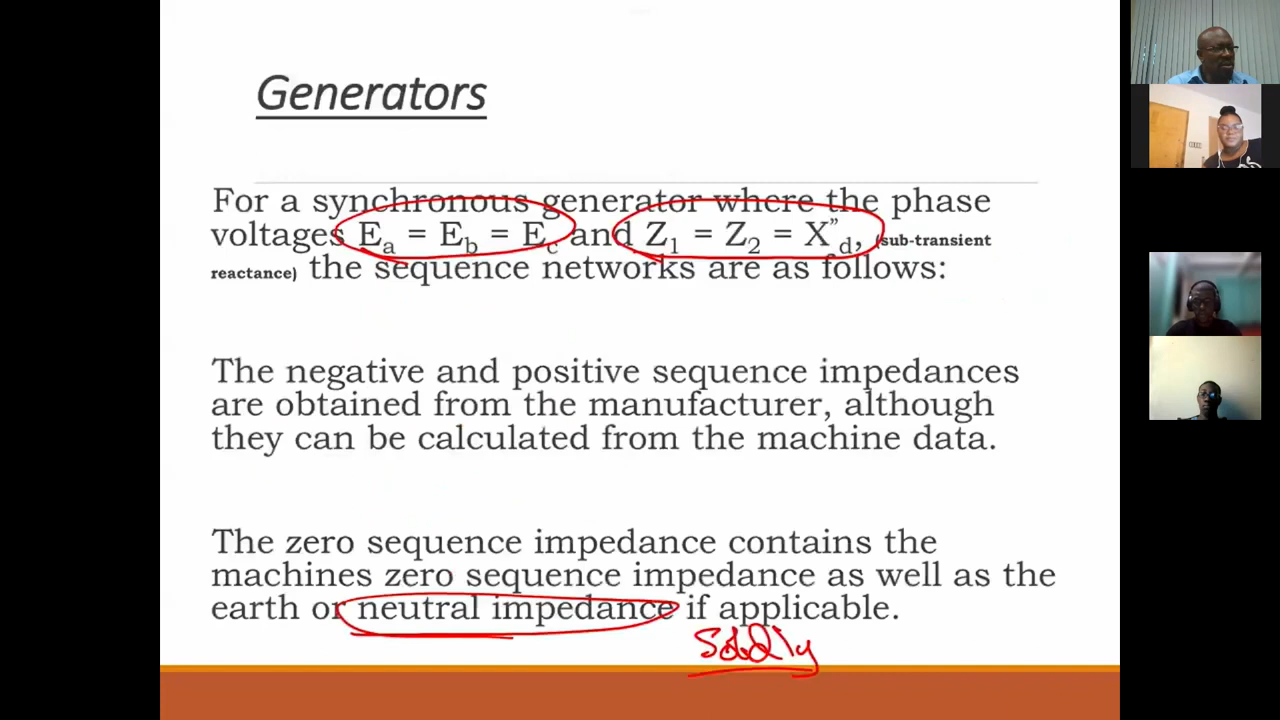 Generators
For a synchronous generator where the phase
voltages Ea = Eb = Ec and Z1 = Z2 = X”d, (sub-transient
reactance) the sequence networks are as follows:
The negative and positive sequence impedances
are obtained from the manufacturer, although
they can be calculated from the machine data.
The zero sequence impedance contains the
machines zero sequence impedance as well as the
earth or neutral impedance if applicable.
Solidly